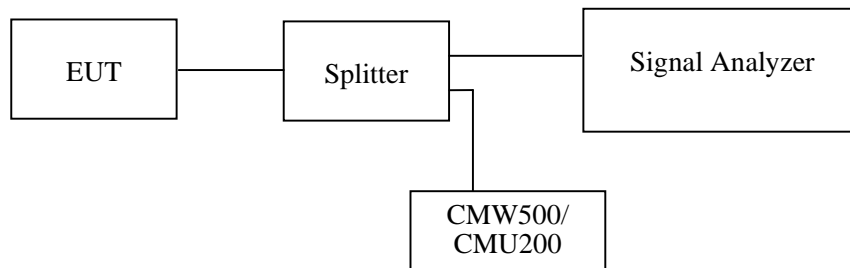 EUT
Splitter
Signal Analyzer
CMW500/
CMU200